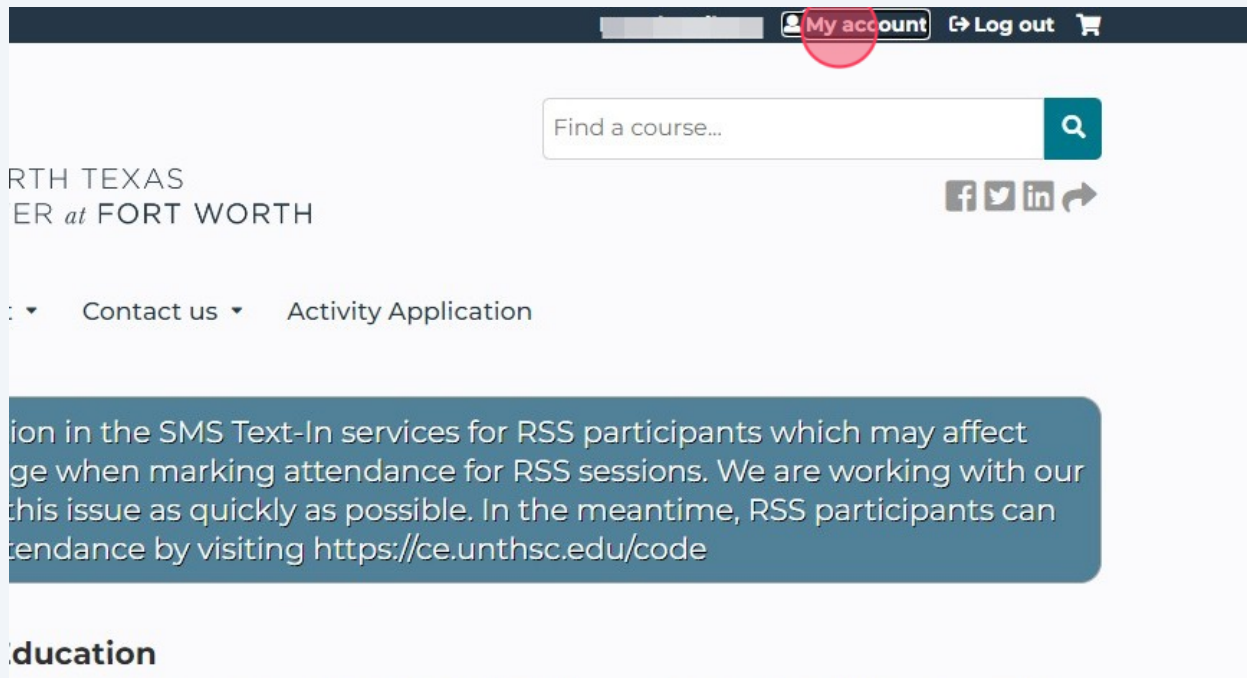 My account Log out
Find a course...
RTH TEXAS
ER at FORT WORTH
Contact us Activity Application
ion in the SMS Text-In services for RSS participants which may affect
ge when marking attendance for RSS sessions. We are working with our
this issue as quickly as possible. In the meantime, RSS participants can
tendance by visiting https://ce.unthsc.edu/code
ducation